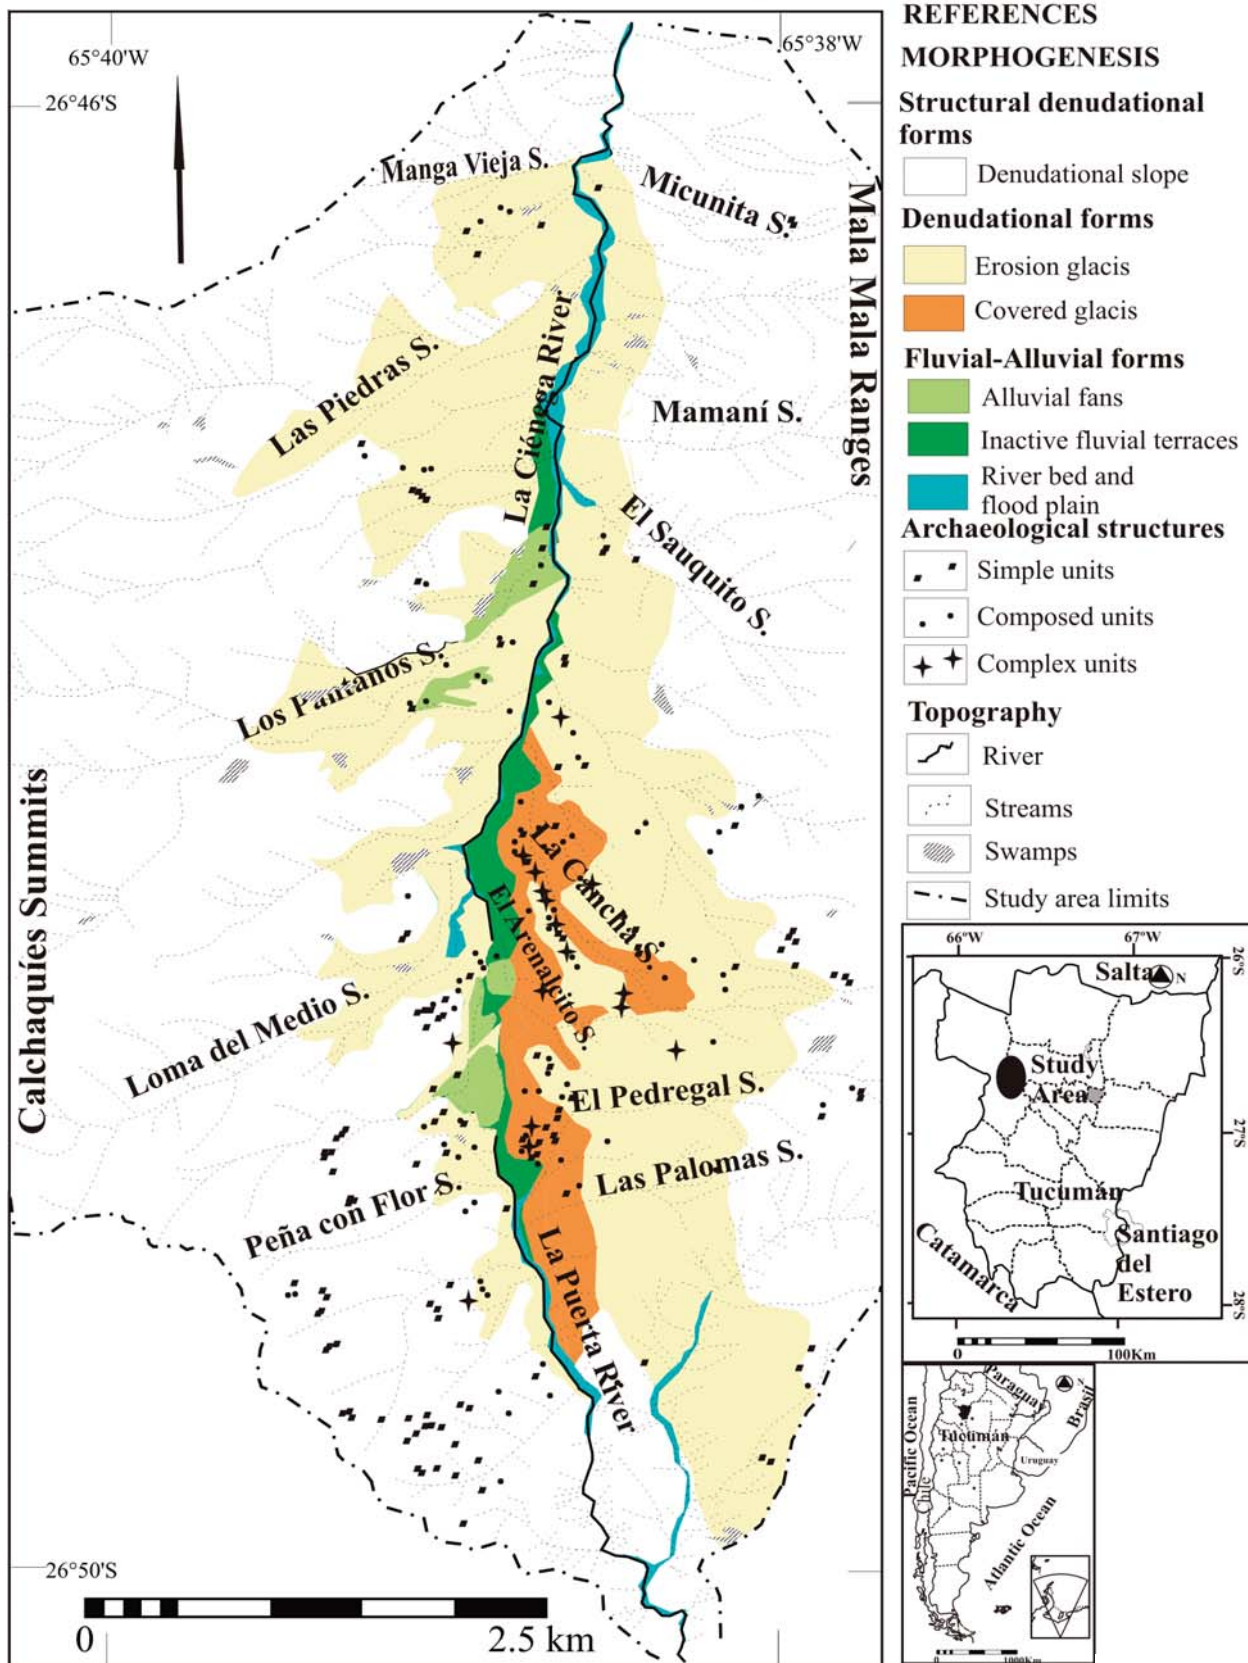 65°40'W
65°38'W
26°46'S
Manga Vieja S.
Micunita S.
Mala Mala Ranges
La Ciénega River
Las Piedras S.
Mamaní S.
El Sauquito S.
Los Pantanos S.
Calchaquíes Summits
La Cancha S.
El Arenalcito S.
Loma del Medio S.
El Pedregal S.
Las Palomas S.
Peña con Flor S.
La Puerta River
26°50'S
0
2.5 km
REFERENCES
MORPHOGENESIS
Structural denudational
forms
Denudational slope
Denudational forms
Erosion glacis
Covered glacis
Fluvial-Alluvial forms
Alluvial fans
Inactive fluvial terraces
River bed and
flood plain
Archaeological structures
Simple units
Composed units
Complex units
Topography
River
Streams
Swamps
Study area limits
66°W
67°W
26°S
Salta
N
Study
Area
27°S
Tucumán
Santiago
del
Estero
Catamarca
28°S
0
100Km
Paraguay
Brasil
Z
Pacific Ocean
Chile
Tucumán
Uruguay
Atlantic Ocean
0
1000Km